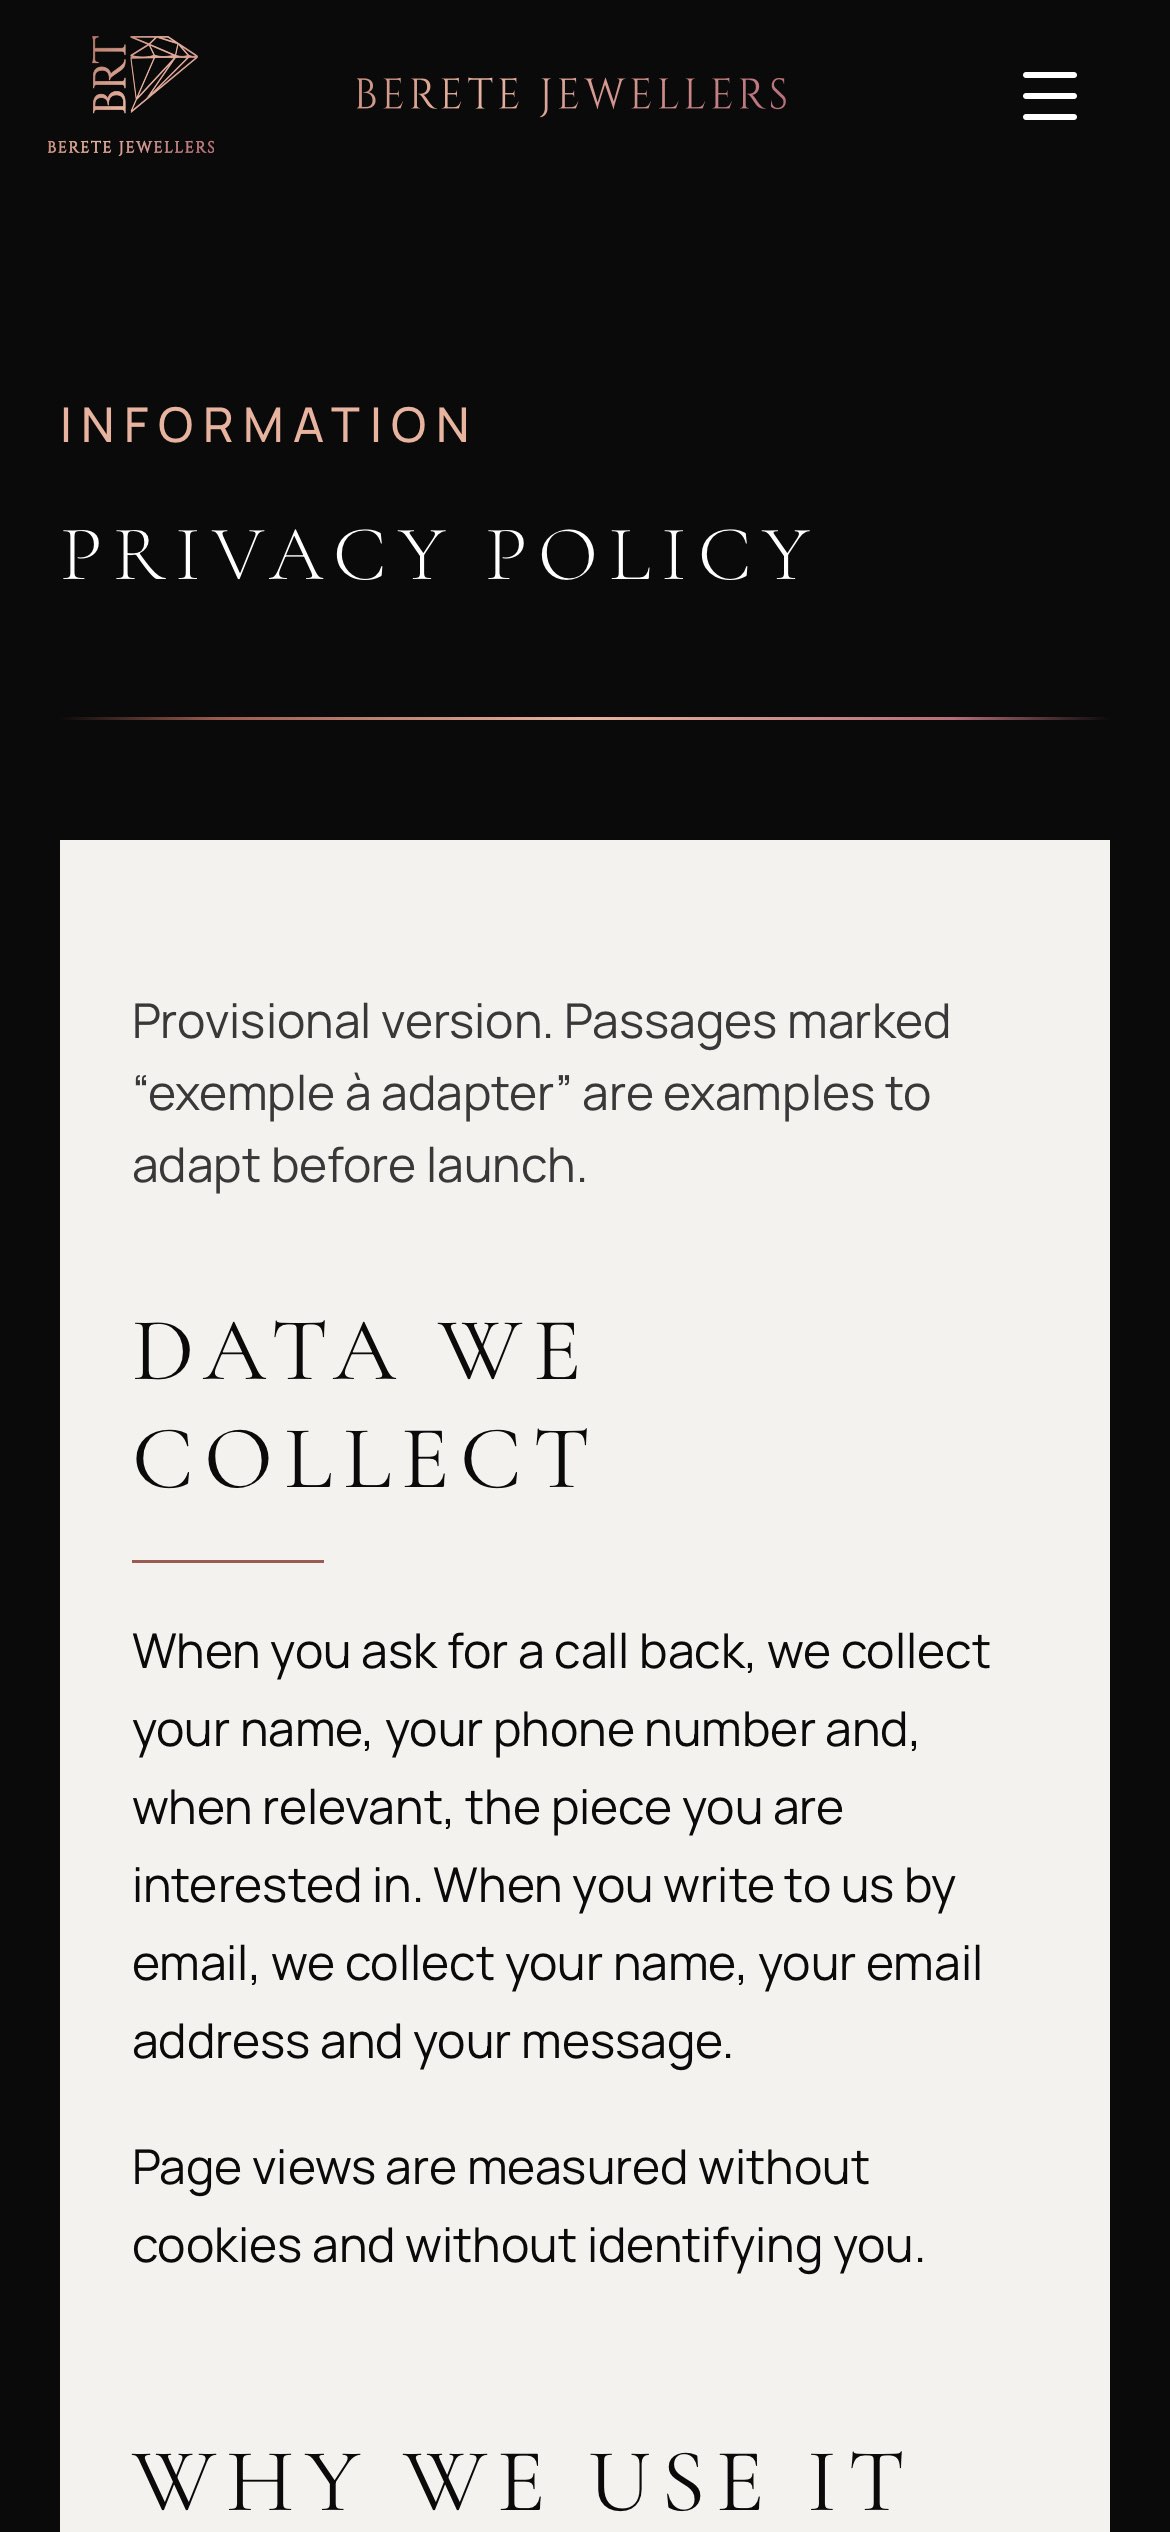 BRT
BERETE JEWELLERS
BERETE JEWELLERS
INFORMATION
PRIVACY POLICY
Provisional version. Passages marked
“exemple à adapter” are examples to
adapt before launch.
DATA WE
COLLECT
When you ask for a call back, we collect
your name, your phone number and,
when relevant, the piece you are
interested in. When you write to us by
email, we collect your name, your email
address and your message.
Page views are measured without
cookies and without identifying you.
WHY WE USE IT